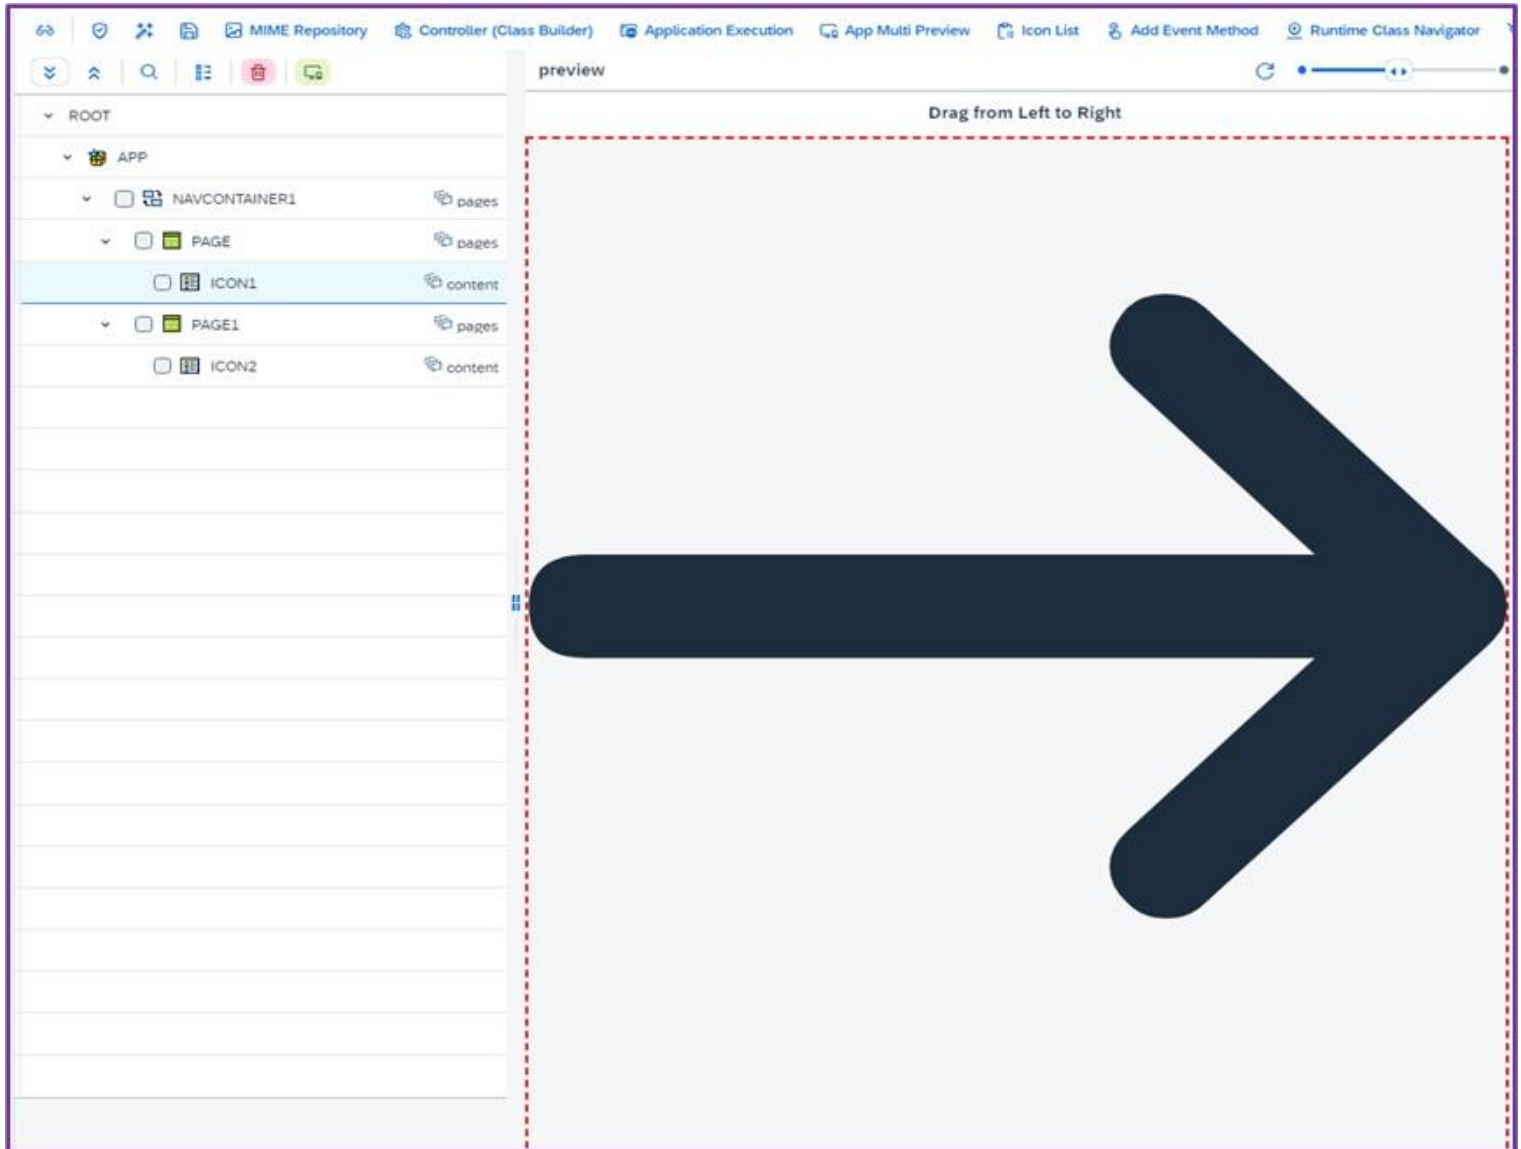 MIME Repository Controller (Class Builder) Application Execution App Multi Preview Icon List Add Event Method Runtime Class Navigator
preview
Drag from Left to Right
ROOT
APP
NAVCONTAINER1 pages
PAGE pages
ICON1 content
PAGE1 pages
ICON2 content